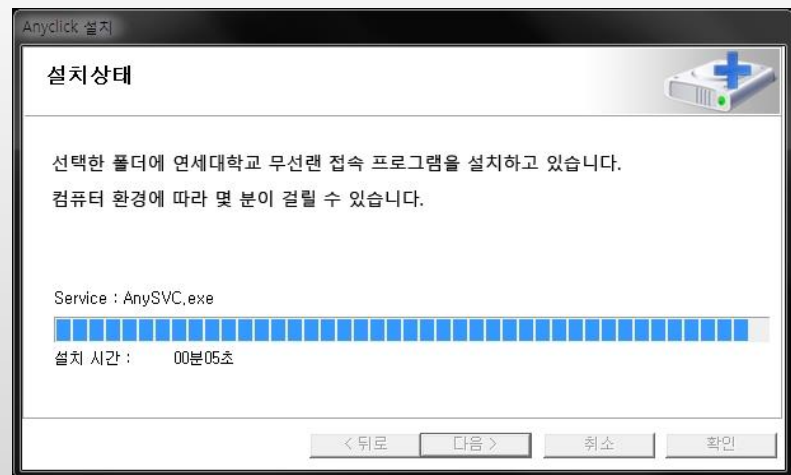 Anyclick 설치
설치상태
선택한 폴더에 연세대학교 무선랜 접속 프로그램을 설치하고 있습니다.
컴퓨터 환경에 따라 몇 분이 걸릴 수 있습니다.
Service : AnySVC.exe
설치 시간 : 00분05초
< 뒤로 다음 > 취소 확인